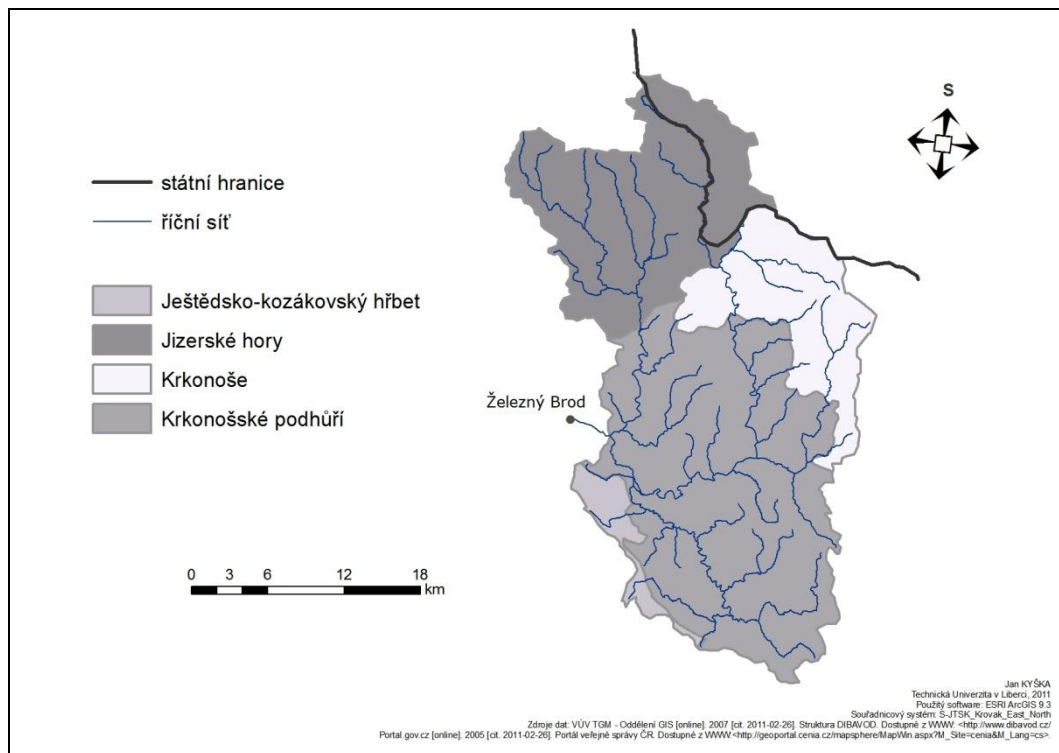 S
státní hranice
říční síť
Ještědsko-kozákovský hřbet
Jizerské hory
Krkonoše
Krkonošské podhůří
Železný Brod
0 3 6 12 18
km
Jan KYŠKA
Technická Univerzita v Liberci, 2011
Použitý software: ESRI ArcGIS 9.3
Souřadnicový systém: S-JTSK_Krovak_East_North
Zdroje dat: VÚV TGM - Oddělení GIS [online]. 2007 [cit. 2011-02-26]. Struktura DIBAVOD. Dostupné z WWW: <http://www.dibavod.cz/
Portal.gov.cz [online]. 2005 [cit. 2011-02-26]. Portál veřejné správy ČR. Dostupné z WWW:<http://geoportal.cenia.cz/mapsphere/MapWin.aspx?M_Site=cenia&M_Lang=cs>.